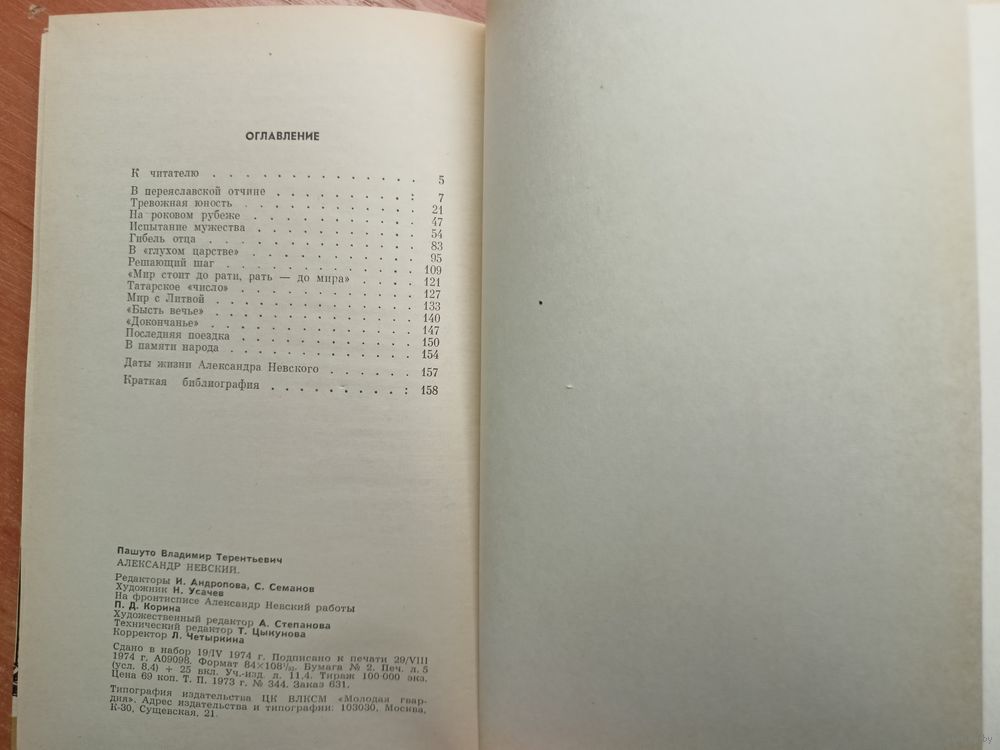 ОГЛАВЛЕНИЕ
К читателю . . . . . . . . . . . . . 5
В переяславской отчине . . . . . . . : 7
Тревожная юность . . . . . . . . . . 21
На роковом рубеже . . . . . . . . . 47
Испытание мужества . . . . . . . . . 54
Гибель отца . . . . . . . . . . . . 83
В «глухом царстве» . . . . . . . . . 95
Решающий шаг . . . . . . . . . . . 109
«Мир стоит до рати, рать — до мира» . . . . 121
Татарское «число» . . . . . . . . . . 127
Мир с Литвой . . . . . . . . . . . 133
«Бысть вечье» . . . . . . . . . . . 140
«Докончанье» . . . . . . . . . . . 147
Последняя поездка . . . . . . . . . . 150
В памяти народа . . . . . . . . . . 154
Даты жизни Александра Невского . . . . . 157
Краткая библиография . . . . . . . . : 158
Пашуто Владимир Терентьевич
АЛЕКСАНДР НЕВСКИЙ.
Редакторы И. Андропова, С. Семанов
Художник Н. Усачев
На фронтисписе Александр Невский работы
П. Д. Корина
Художественный редактор А. Степанова
Технический редактор Т. Цыкунова
Корректор Л. Четыркина
Сдано в набор 19/IV 1974 г. Подписано к печати 29/VIII
1974 г. А09098. Формат 84×108¹/₃₂. Бумага № 2. Печ. л. 5
(усл. 8,4) + 25 вкл. Уч.-изд. л. 11,4. Тираж 100 000 экз.
Цена 69 коп. Т. П. 1973 г. № 344. Заказ 631.
Типография издательства ЦК ВЛКСМ «Молодая гвар-
дия». Адрес издательства и типографии: 103030, Москва,
К-30, Сущевская, 21.